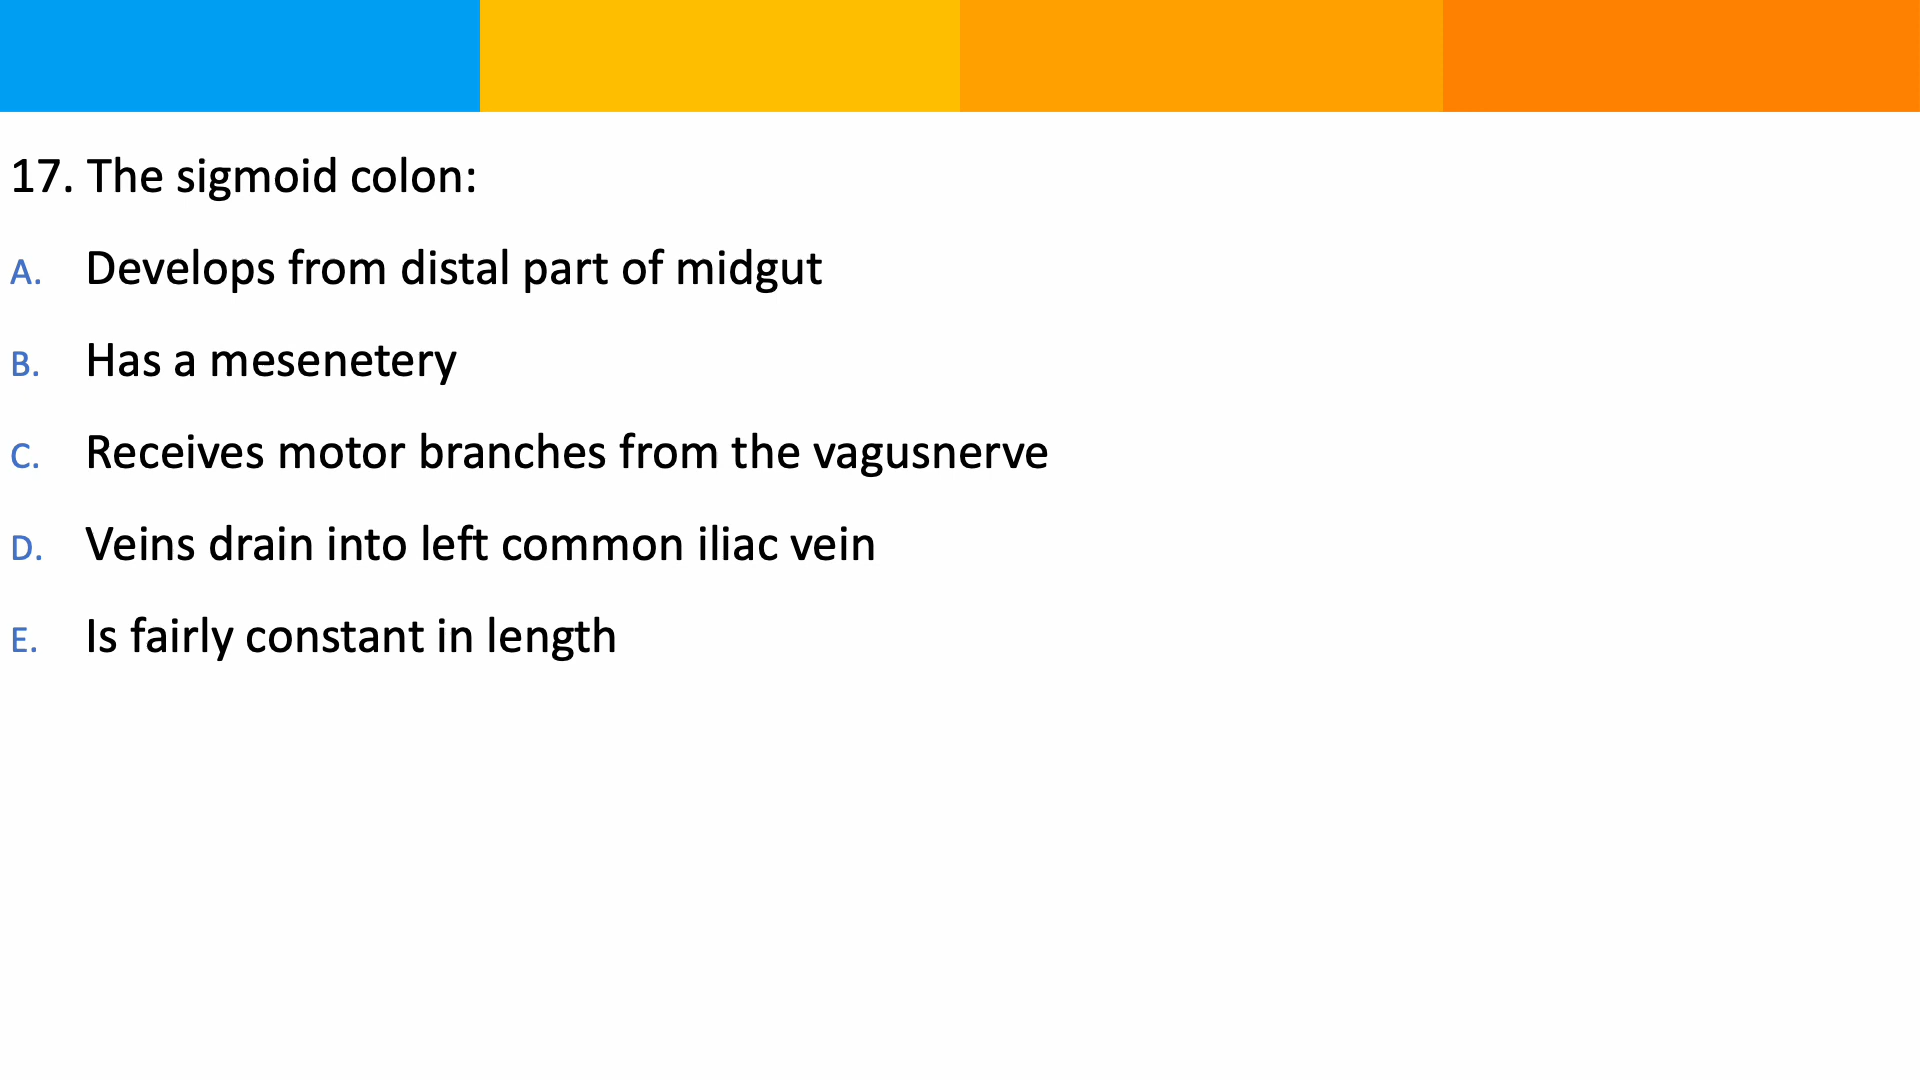 17. The sigmoid colon:
A. Develops from distal part of midgut
B. Has a mesenetery
C. Receives motor branches from the vagusnerve
D. Veins drain into left common iliac vein
E. Is fairly constant in length